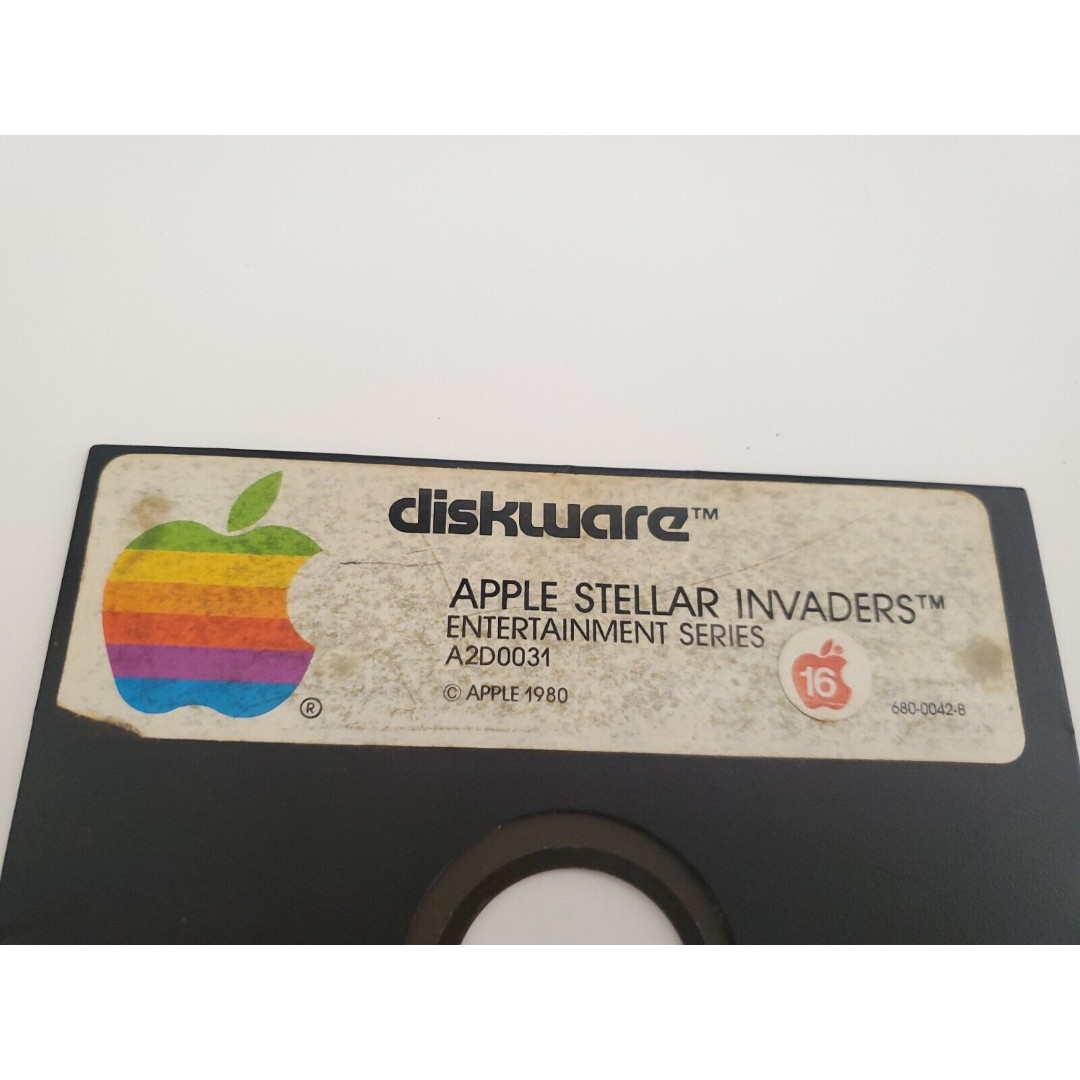 diskware™
APPLE STELLAR INVADERS™
ENTERTAINMENT SERIES
A2D0031
16
© APPLE 1980
680-0042-B
®